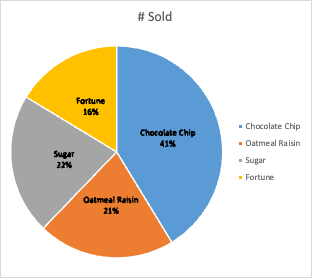 # Sold
Fortune
16%
Chocolate Chip
41%
Sugar
22%
Oatmeal Raisin
21%
Chocolate Chip
Oatmeal Raisin
Sugar
Fortune